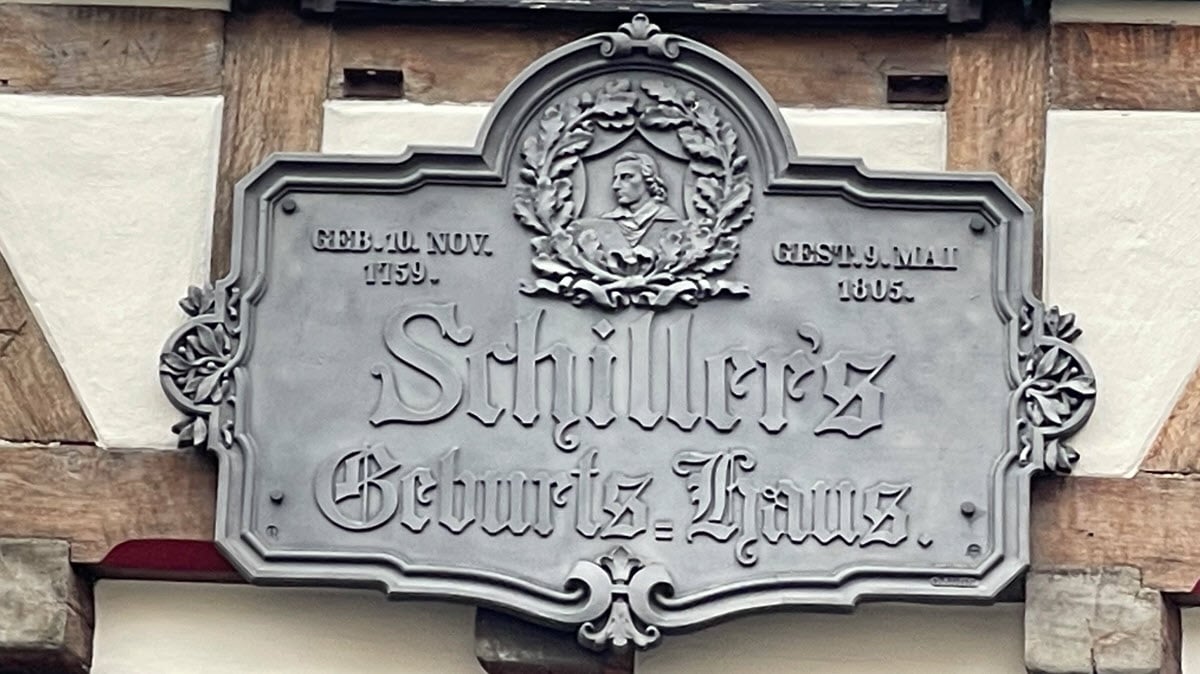 GEB. 10. NOV.
1759.
GEST. 9. MAI
1805.
Schiller's
Geburts=Haus.